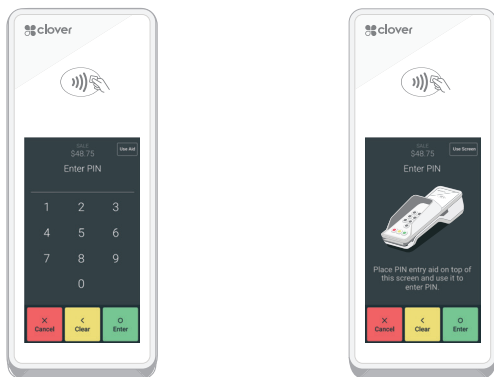 clover
SALE
$48.75
Use Aid
Enter PIN
1 2 3
4 5 6
7 8 9
0
Cancel
Clear
Enter
clover
SALE
$48.75
Use Screen
Enter PIN
Place PIN entry aid on top of
this screen and use it to
enter PIN.
Cancel
Clear
Enter